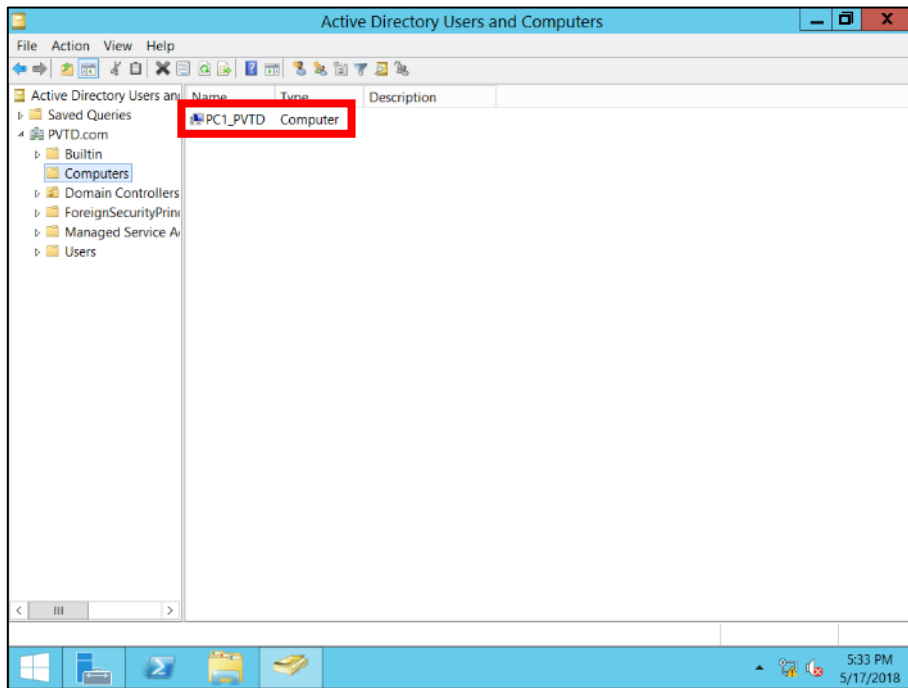 Active Directory Users and Computers
File Action View Help
Active Directory Users an
Name Type Description
Saved Queries
PC1_PVTD Computer
PVTD.com
Builtin
Computers
Domain Controllers
ForeignSecurityPrin
Managed Service A
Users
5:33 PM
5/17/2018